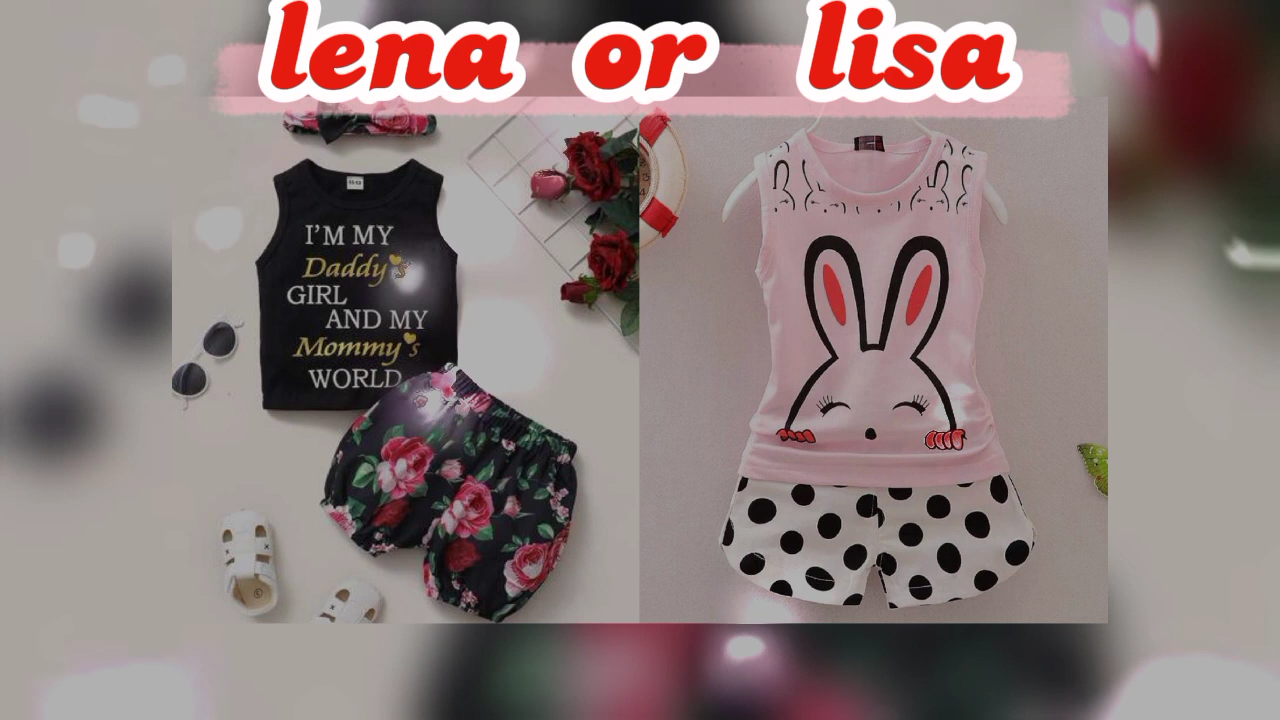 lena or lisa
I'M MY
Daddy's
GIRL
AND MY
Mommy's
WORLD